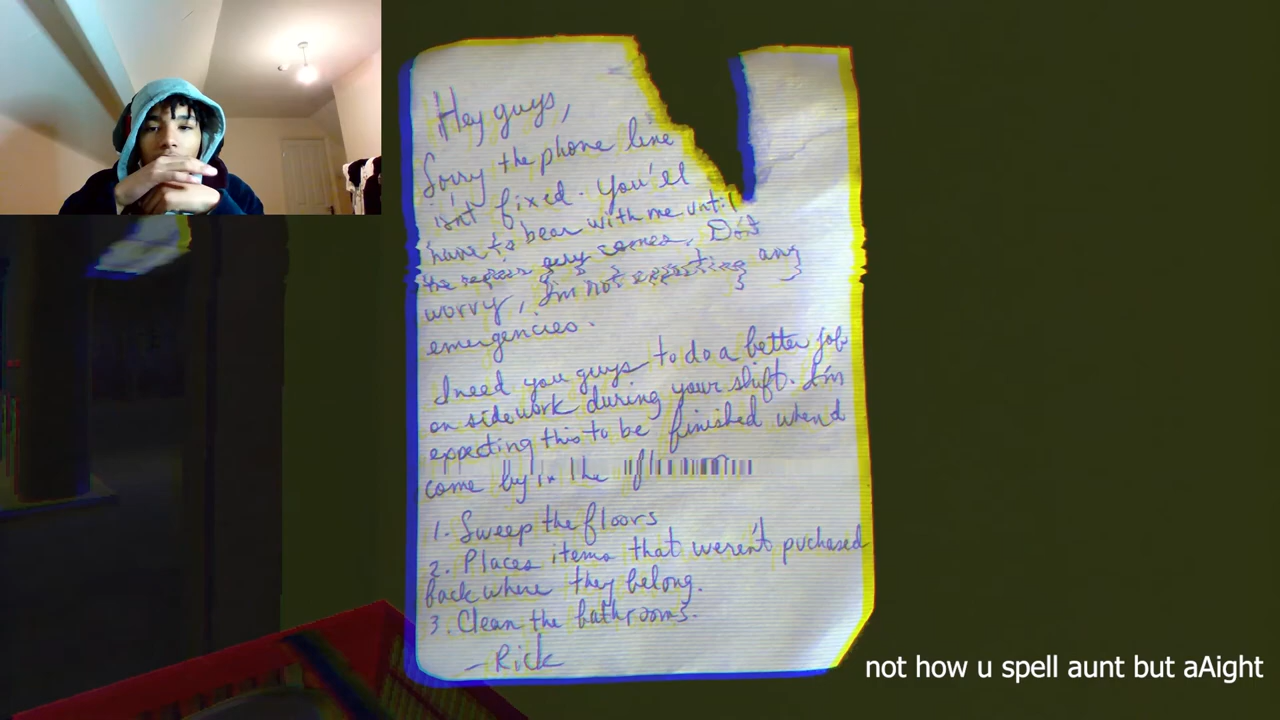 Hey guys,
Sorry the phone line
isn't fixed. You'll
have to bear with me until
the repair guy comes. Don't
worry, I'm not expecting any
emergencies.
I need you guys to do a better job
on sidework during your shift. I'm
expecting this to be finished when I
come by in the
1. Sweep the floors
2. Places items that weren't puchased
back where they belong.
3. Clean the bathrooms.
- Rick
not how u spell aunt but aAight